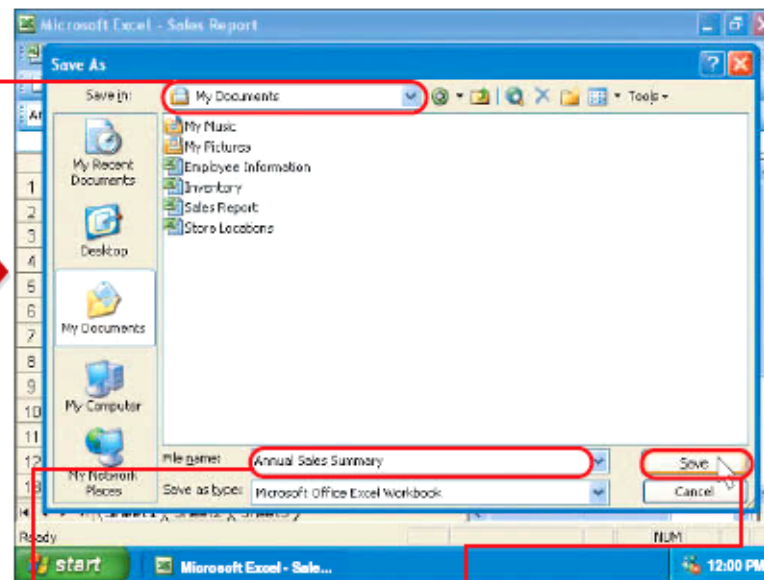 Microsoft Excel - Sales Report
Save As
Save in:
My Documents
Tools
My Recent Documents
Desktop
My Documents
My Computer
My Network Places
My Music
My Pictures
Employee Information
Inventory
Sales Report
Store Locations
File name:
Annual Sales Summary
Save
Save as type:
Microsoft Office Excel Workbook
Cancel
1
2
3
4
5
6
7
8
9
10
11
12
13
Ready
NUM
start
Microsoft Excel - Sale...
12:00 PM